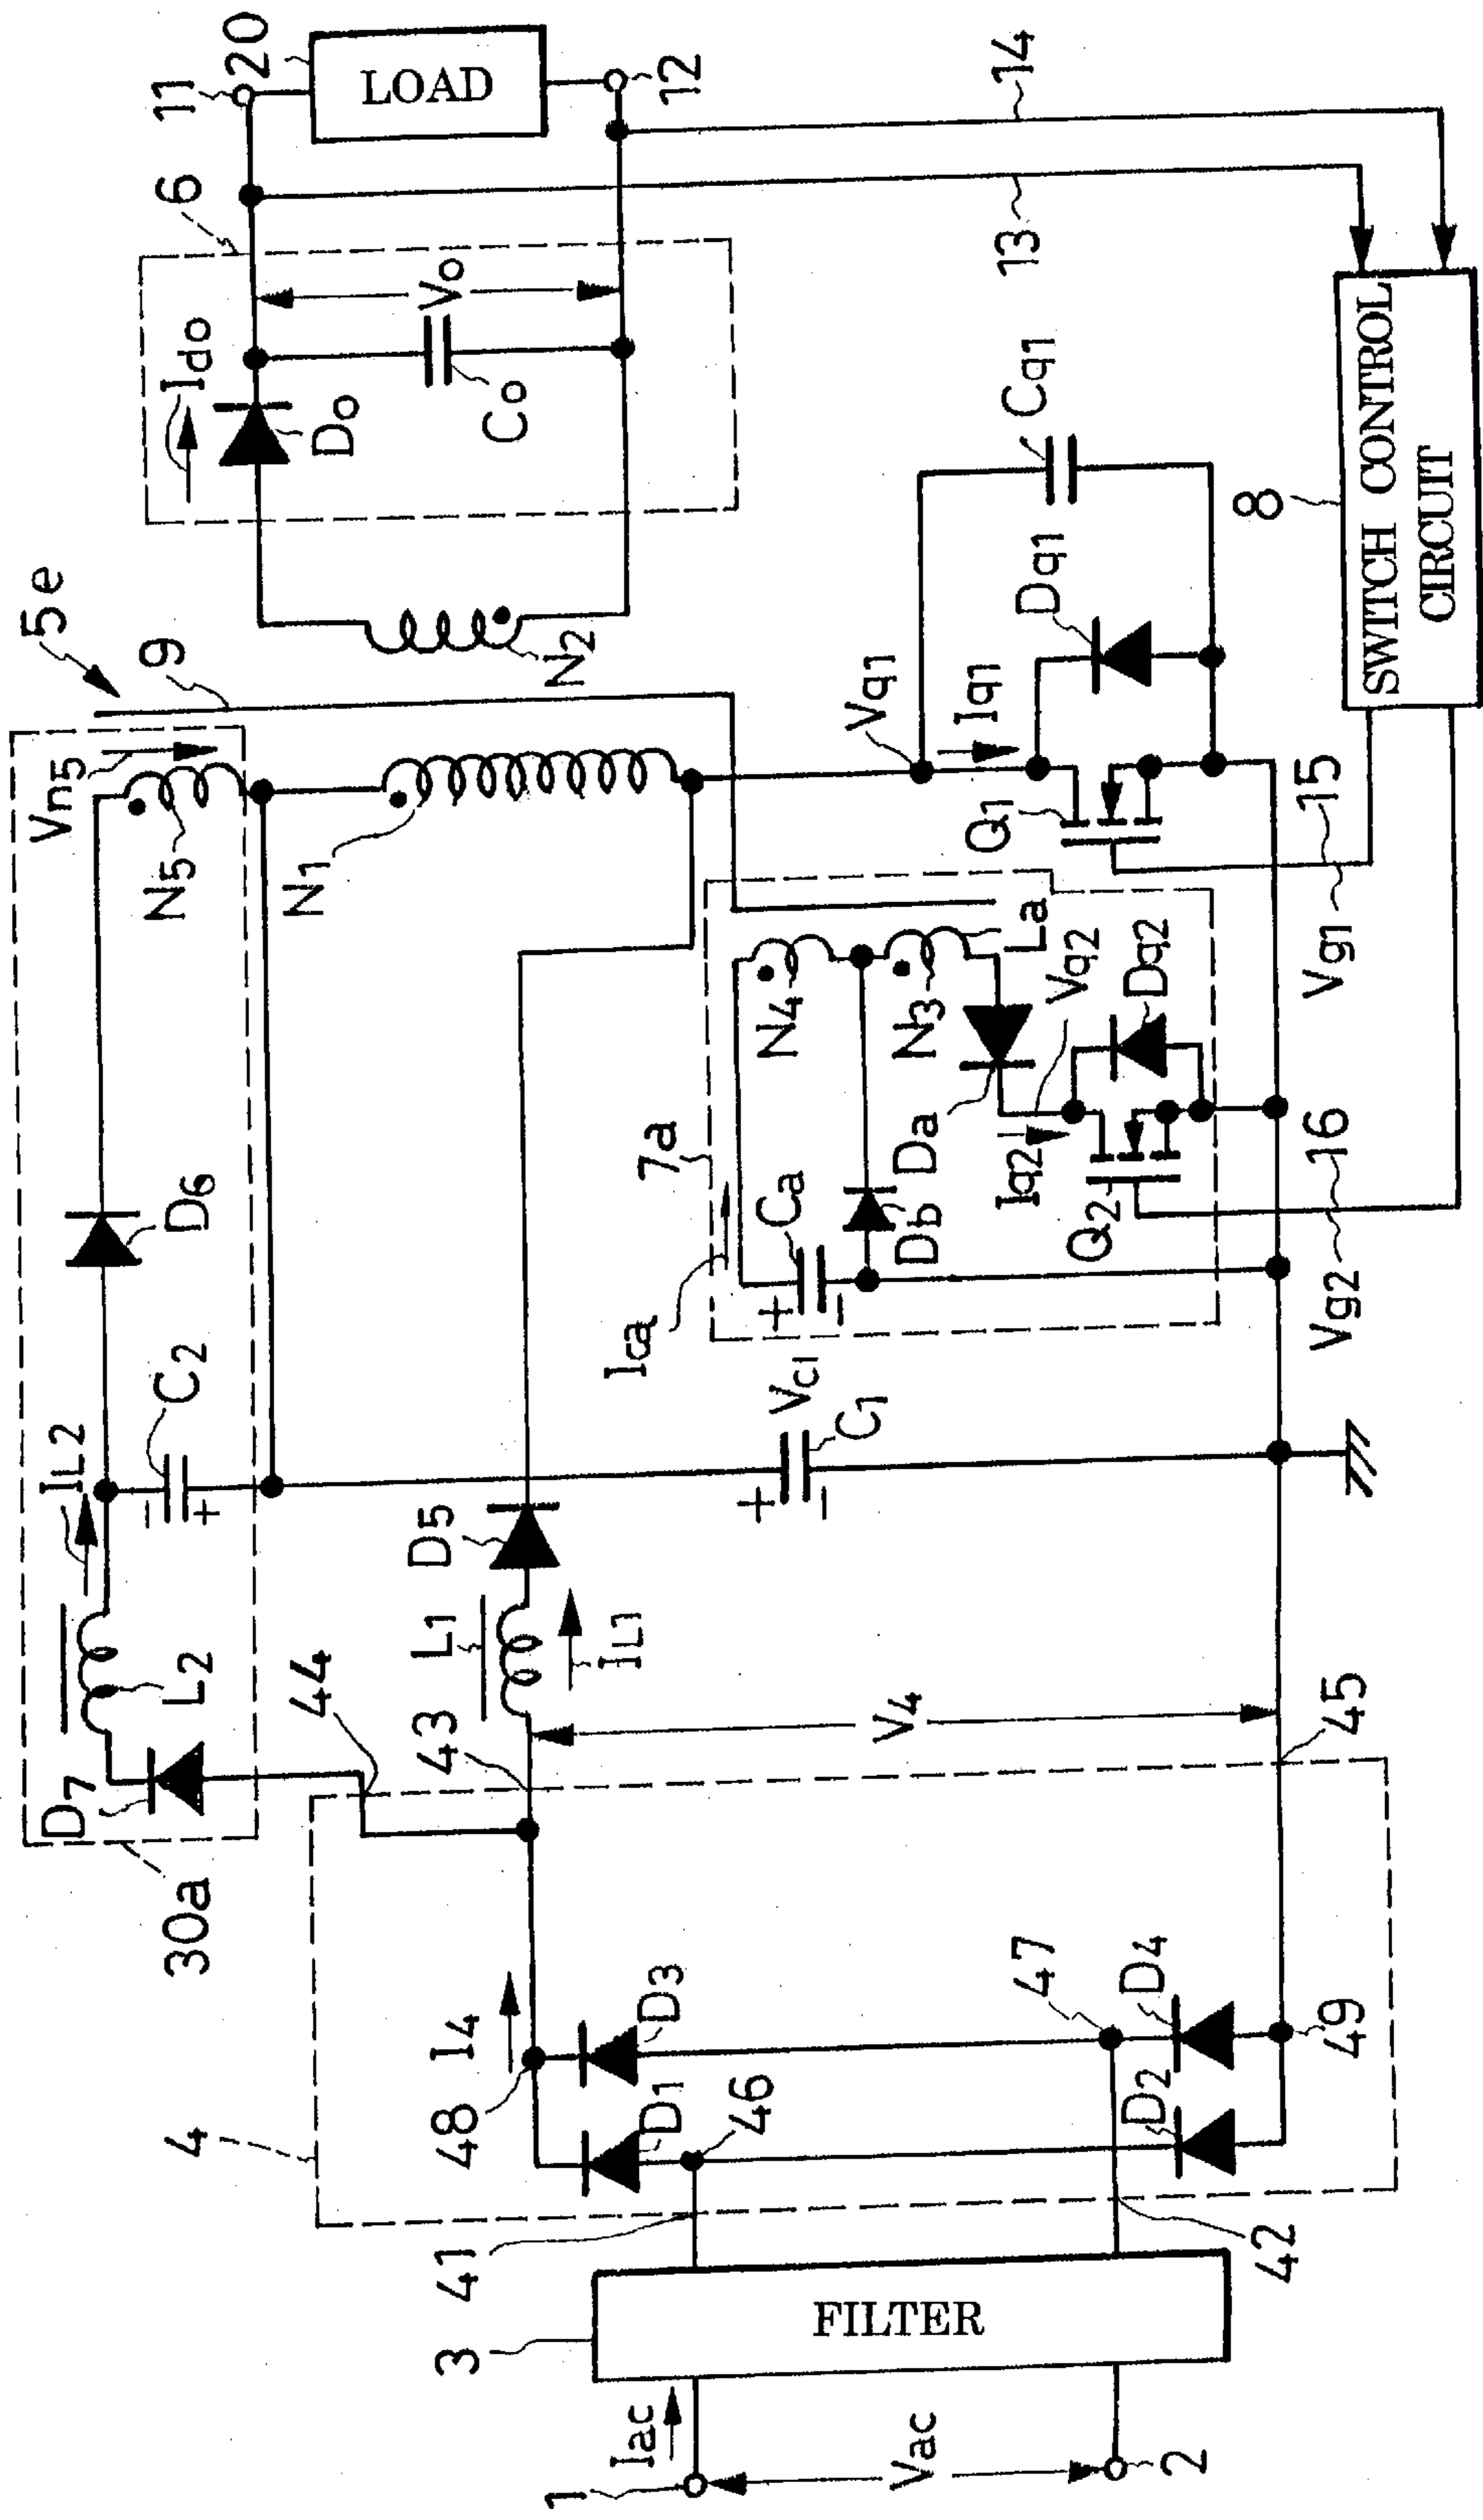 30a
D7
L2
IL2
C2
D6
Vn5
N5
9
5e
44
4
48
I4
43
L1
IL1
D5
N1
N2
6
Ido
Do
Co
Vo
11
20
LOAD
12
D1
D3
46
47
D2
D4
49
41
42
3
FILTER
1
Iac
Vac
2
V4
45
Vc1
C1
Ica
7a
Ca
Db
Da
N4
N3
La
Iq2
Vq2
Q2
Dq2
Vg2
16
Vg1
15
Q1
Vq1
Iq1
Dq1
Cq1
8
SWITCH CONTROL
CIRCUIT
13
14
+
−
+
−
+
−